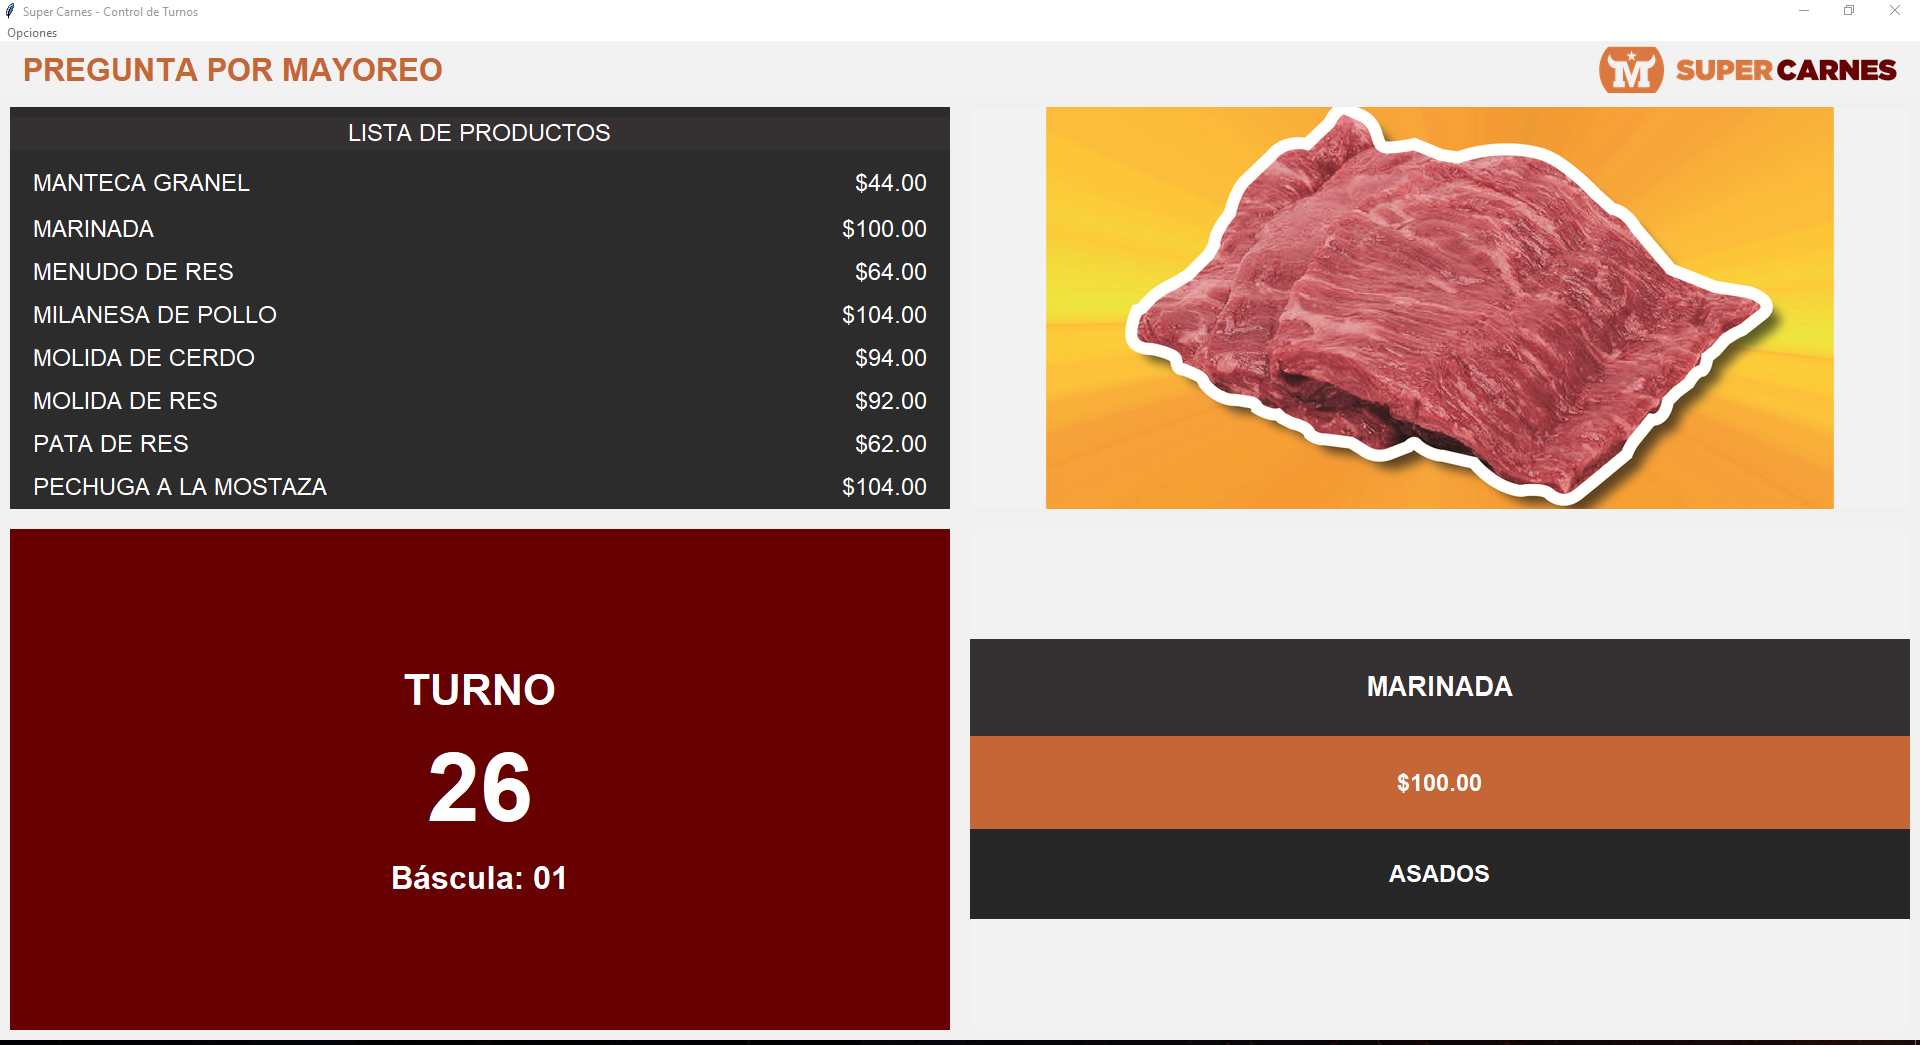 Super Carnes - Control de Turnos
Opciones
PREGUNTA POR MAYOREO
M SUPER CARNES
LISTA DE PRODUCTOS
MANTECA GRANEL $44.00
MARINADA $100.00
MENUDO DE RES $64.00
MILANESA DE POLLO $104.00
MOLIDA DE CERDO $94.00
MOLIDA DE RES $92.00
PATA DE RES $62.00
PECHUGA A LA MOSTAZA $104.00
TURNO
26
Báscula: 01
MARINADA
$100.00
ASADOS